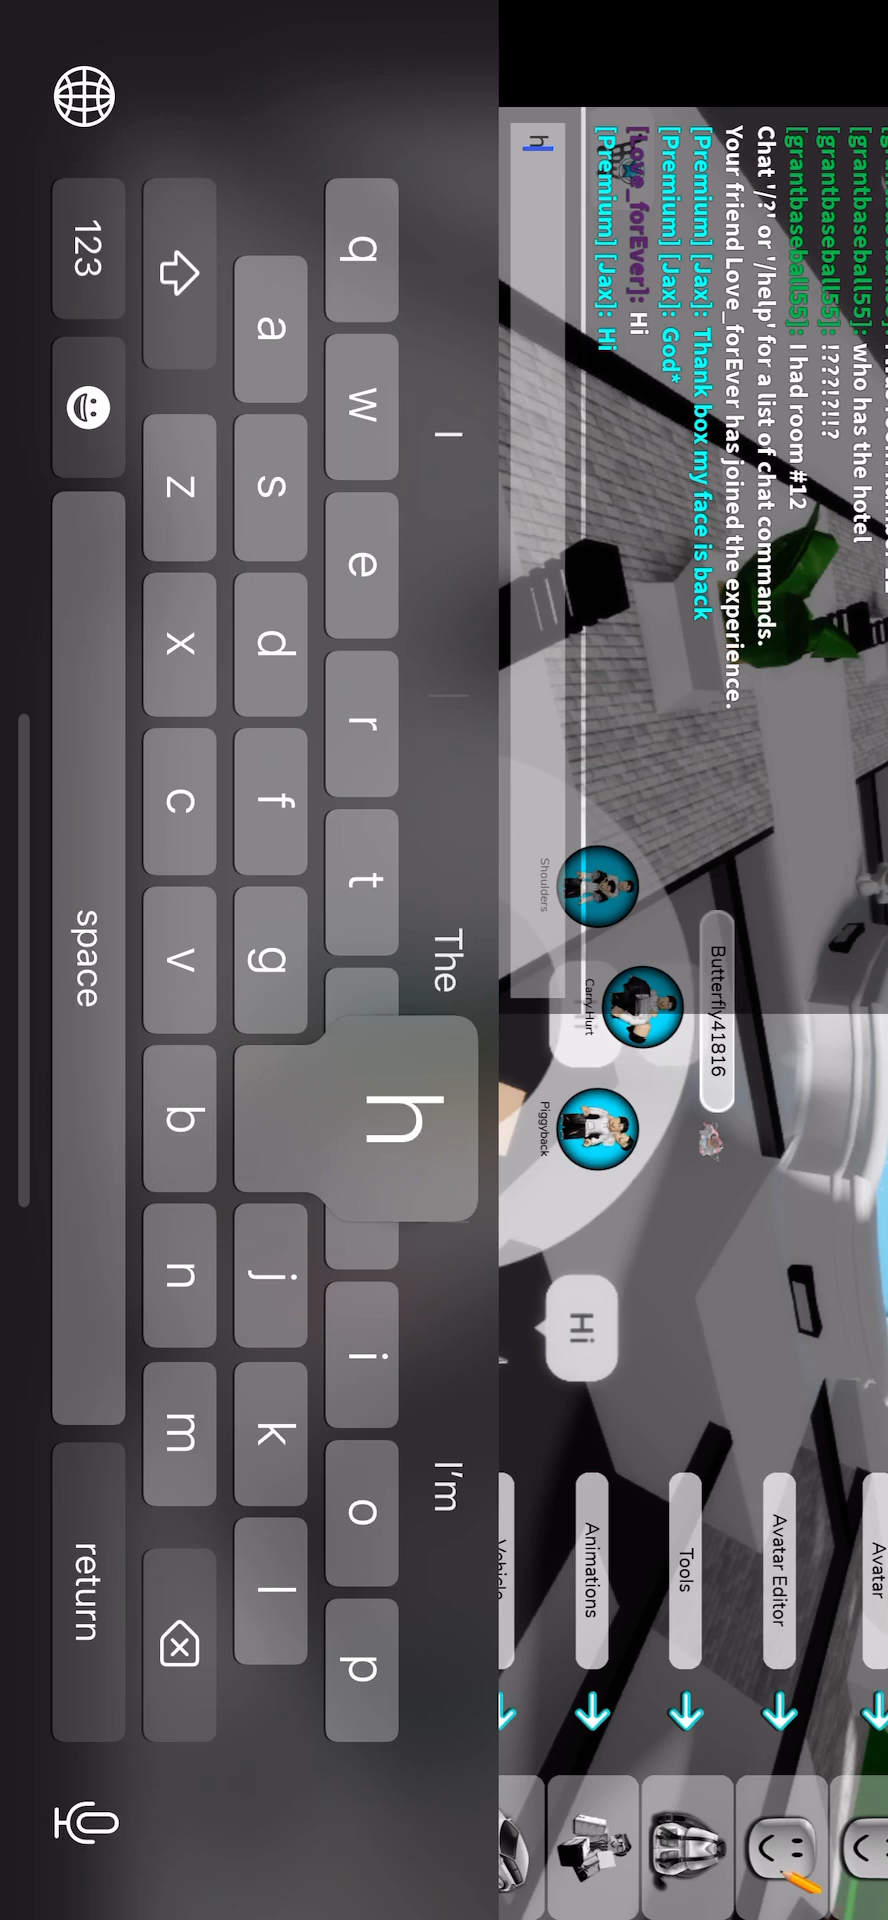 [grantbaseball55]: who has the hotel
[grantbaseball55]: !???!?!!?
[grantbaseball55]: I had room #12
Chat '/?' or '/help' for a list of chat commands.
Your friend Love_forEver has joined the experience.
[Premium] [Jax]: Thank box my face is back
[Premium] [Jax]: God*
[Love_forEver]: Hi
[Premium] [Jax]: Hi
h
Butterfly41816
Shoulders
Carry Hurt
Piggyback
Hi
Avatar
Avatar Editor
Tools
Animations
Vehicle
I The I'm
q w e r t i o p
a s d f g h j k l
z x c v b n m
123 space return